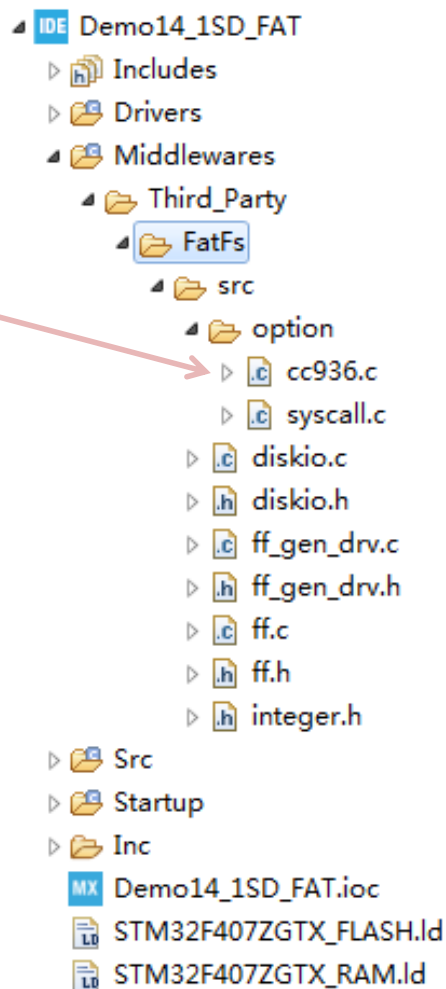 IDE Demo14_1SD_FAT
Includes
Drivers
Middlewares
Third_Party
FatFs
src
option
.c cc936.c
.c syscall.c
.c diskio.c
.h diskio.h
.c ff_gen_drv.c
.h ff_gen_drv.h
.c ff.c
.h ff.h
.h integer.h
Src
Startup
Inc
MX Demo14_1SD_FAT.ioc
STM32F407ZGTX_FLASH.ld
STM32F407ZGTX_RAM.ld